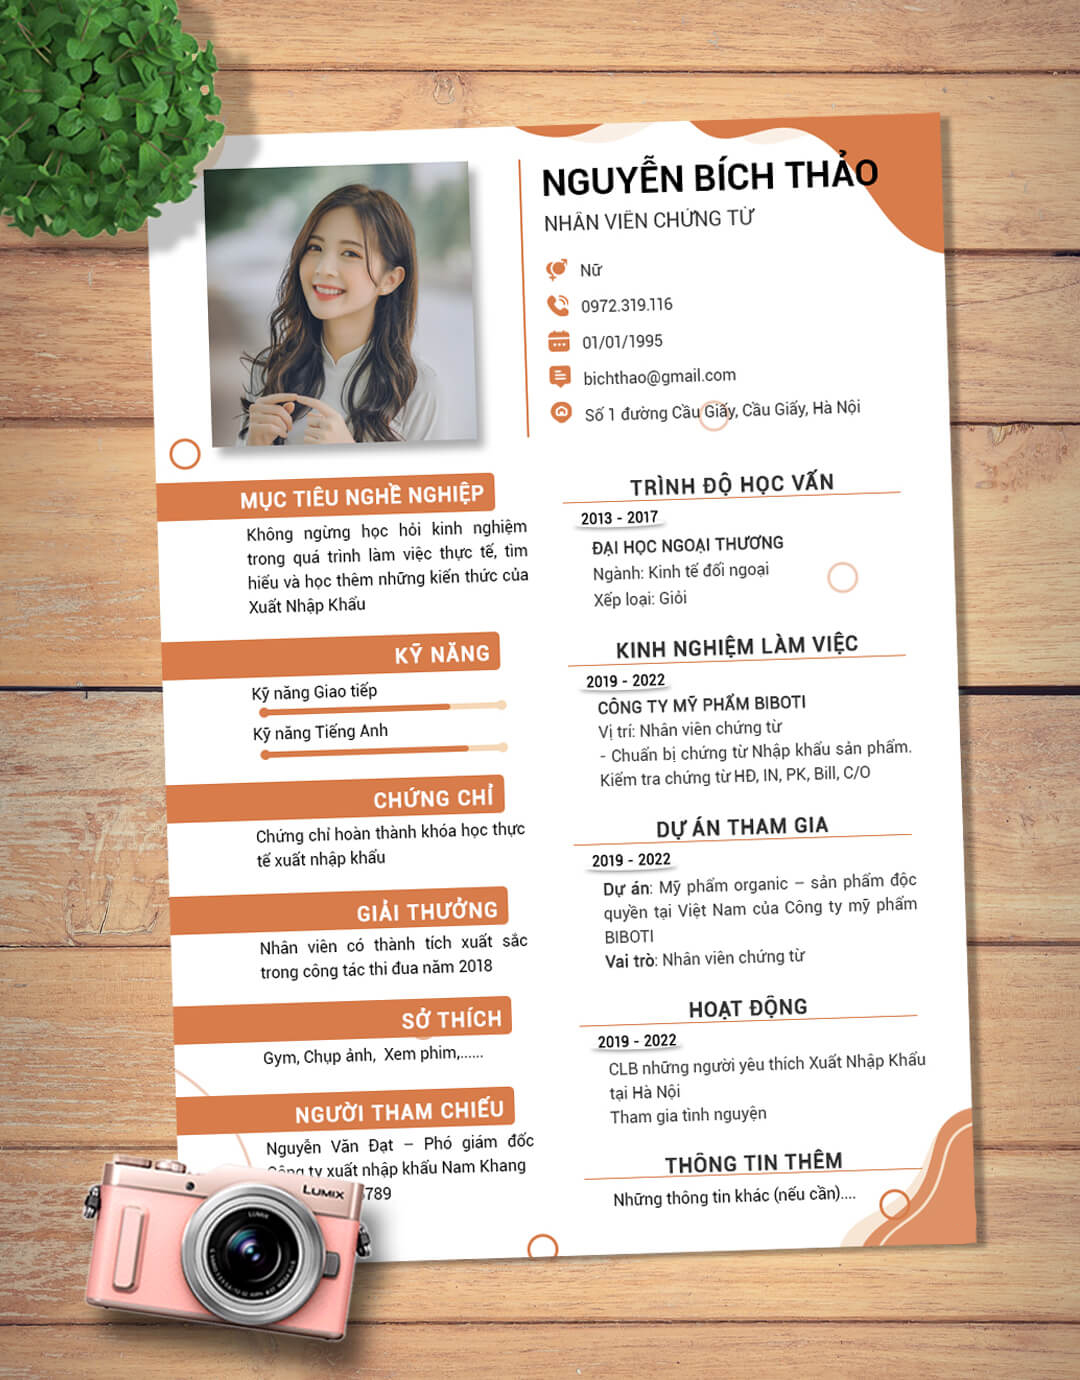 NGUYỄN BÍCH THẢO
NHÂN VIÊN CHỨNG TỪ
Nữ
0972.319.116
01/01/1995
bichthao@gmail.com
Số 1 đường Cầu Giấy, Cầu Giấy, Hà Nội
MỤC TIÊU NGHỀ NGHIỆP
Không ngừng học hỏi kinh nghiệm
trong quá trình làm việc thực tế, tìm
hiểu và học thêm những kiến thức của
Xuất Nhập Khẩu
KỸ NĂNG
Kỹ năng Giao tiếp
Kỹ năng Tiếng Anh
CHỨNG CHỈ
Chứng chỉ hoàn thành khóa học thực
tế xuất nhập khẩu
GIẢI THƯỞNG
Nhân viên có thành tích xuất sắc
trong công tác thi đua năm 2018
SỞ THÍCH
Gym, Chụp ảnh, Xem phim,......
NGƯỜI THAM CHIẾU
Nguyễn Văn Đạt – Phó giám đốc
Công ty xuất nhập khẩu Nam Khang
789
TRÌNH ĐỘ HỌC VẤN
2013 - 2017
ĐẠI HỌC NGOẠI THƯƠNG
Ngành: Kinh tế đối ngoại
Xếp loại: Giỏi
KINH NGHIỆM LÀM VIỆC
2019 - 2022
CÔNG TY MỸ PHẨM BIBOTI
Vị trí: Nhân viên chứng từ
- Chuẩn bị chứng từ Nhập khẩu sản phẩm.
Kiểm tra chứng từ HĐ, IN, PK, Bill, C/O
DỰ ÁN THAM GIA
2019 - 2022
Dự án: Mỹ phẩm organic – sản phẩm độc
quyền tại Việt Nam của Công ty mỹ phẩm
BIBOTI
Vai trò: Nhân viên chứng từ
HOẠT ĐỘNG
2019 - 2022
CLB những người yêu thích Xuất Nhập Khẩu
tại Hà Nội
Tham gia tình nguyện
THÔNG TIN THÊM
Những thông tin khác (nếu cần)....
LUMIX
LUMIX